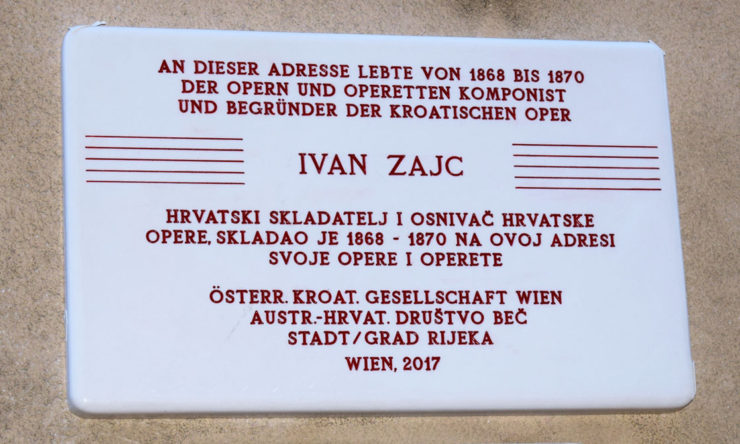 AN DIESER ADRESSE LEBTE VON 1868 BIS 1870
DER OPERN UND OPERETTEN KOMPONIST
UND BEGRÜNDER DER KROATISCHEN OPER
IVAN ZAJC
HRVATSKI SKLADATELJ I OSNIVAČ HRVATSKE
OPERE, SKLADAO JE 1868 - 1870 NA OVOJ ADRESI
SVOJE OPERE I OPERETE
ÖSTERR. KROAT. GESELLSCHAFT WIEN
AUSTR.-HRVAT. DRUŠTVO BEČ
STADT/GRAD RIJEKA
WIEN, 2017